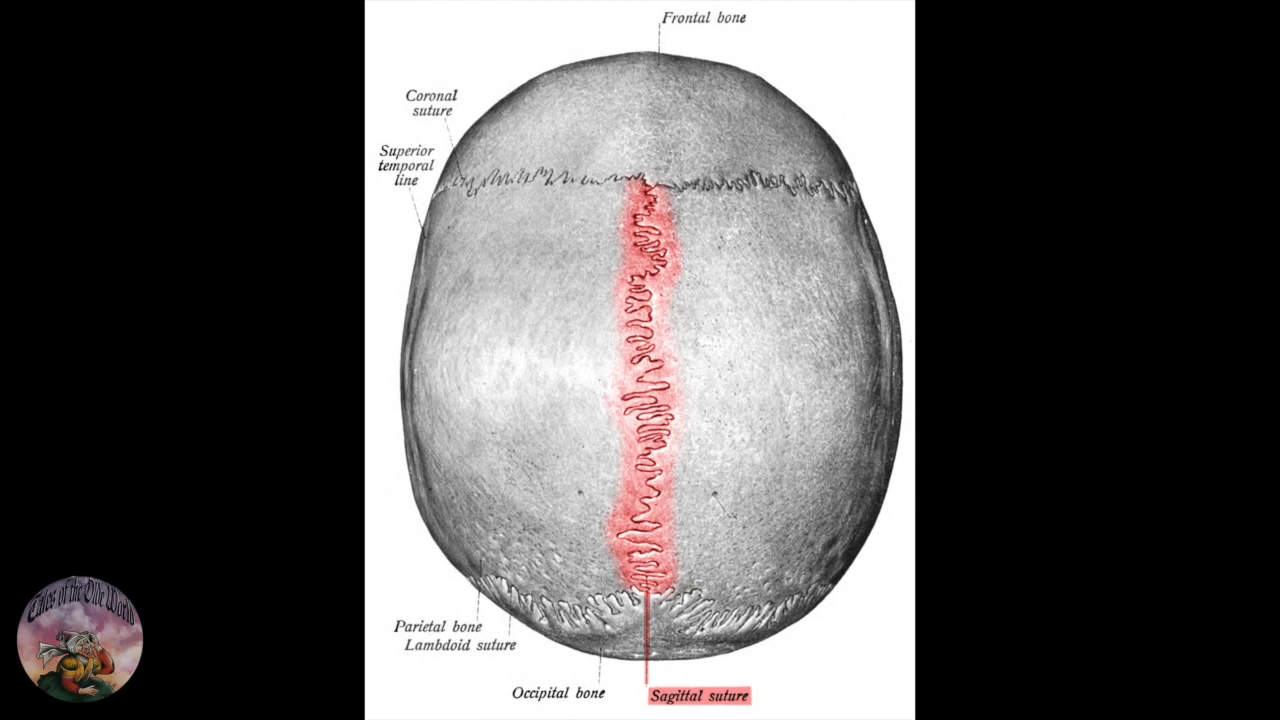 Frontal bone
Coronal
suture
Superior
temporal
line
Parietal bone
Lambdoid suture
Occipital bone
Sagittal suture
Tales of the Olde World